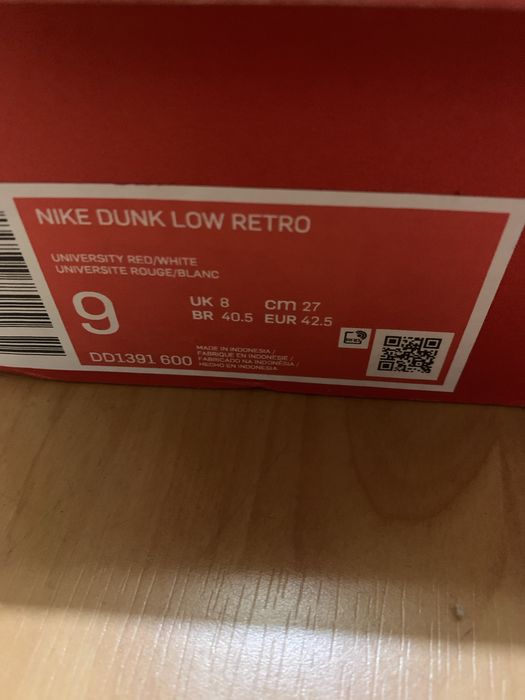 NIKE DUNK LOW RETRO
UNIVERSITY RED/WHITE
UNIVERSITE ROUGE/BLANC
9
UK 8 cm 27
BR 40.5 EUR 42.5
DD1391 600
MADE IN INDONESIA /
FABRIQUE EN INDONESIE /
FABRICADO NA INDONÉSIA /
HECHO EN INDONESIA